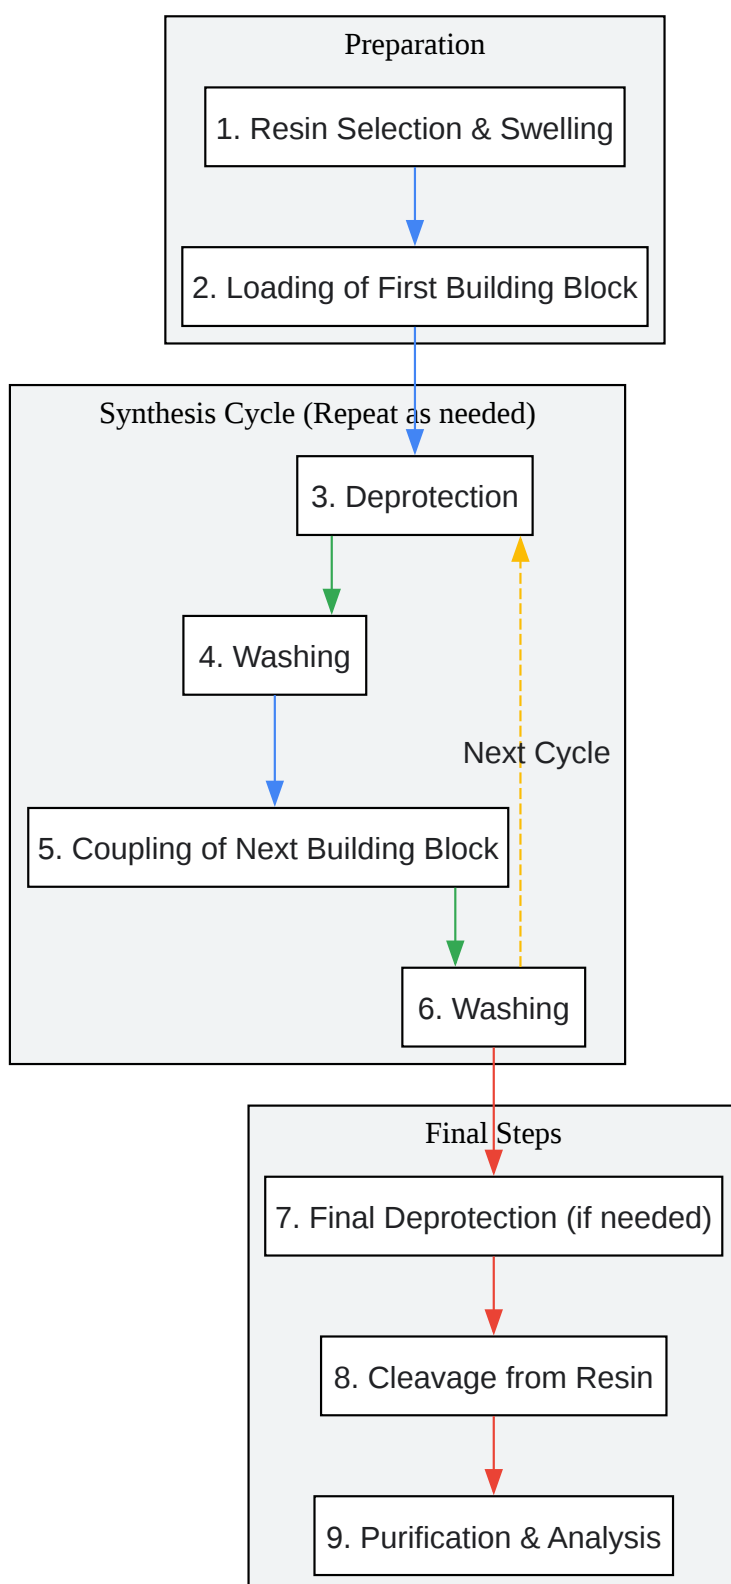 Preparation
1. Resin Selection & Swelling
2. Loading of First Building Block
Synthesis Cycle (Repeat as needed)
3. Deprotection
4. Washing
Next Cycle
5. Coupling of Next Building Block
6. Washing
Final Steps
7. Final Deprotection (if needed)
8. Cleavage from Resin
9. Purification & Analysis